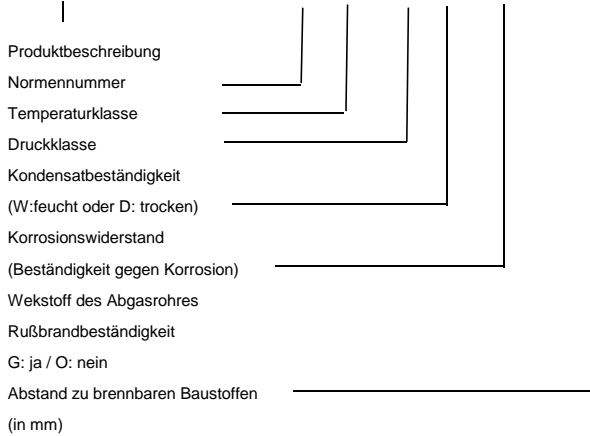 Produktbeschreibung
Normennummer
Temperaturklasse
Druckklasse
Kondensatbeständigkeit
(W:feucht oder D: trocken)
Korrosionswiderstand
(Beständigkeit gegen Korrosion)
Wekstoff des Abgasrohres
Rußbrandbeständigkeit
G: ja / O: nein
Abstand zu brennbaren Baustoffen
(in mm)